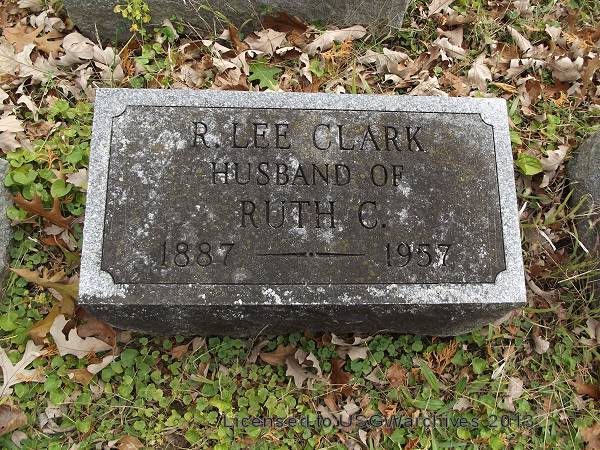 R. LEE CLARK
HUSBAND OF
RUTH C.
1887 — 1957
Licensed to USGWarchives 2013